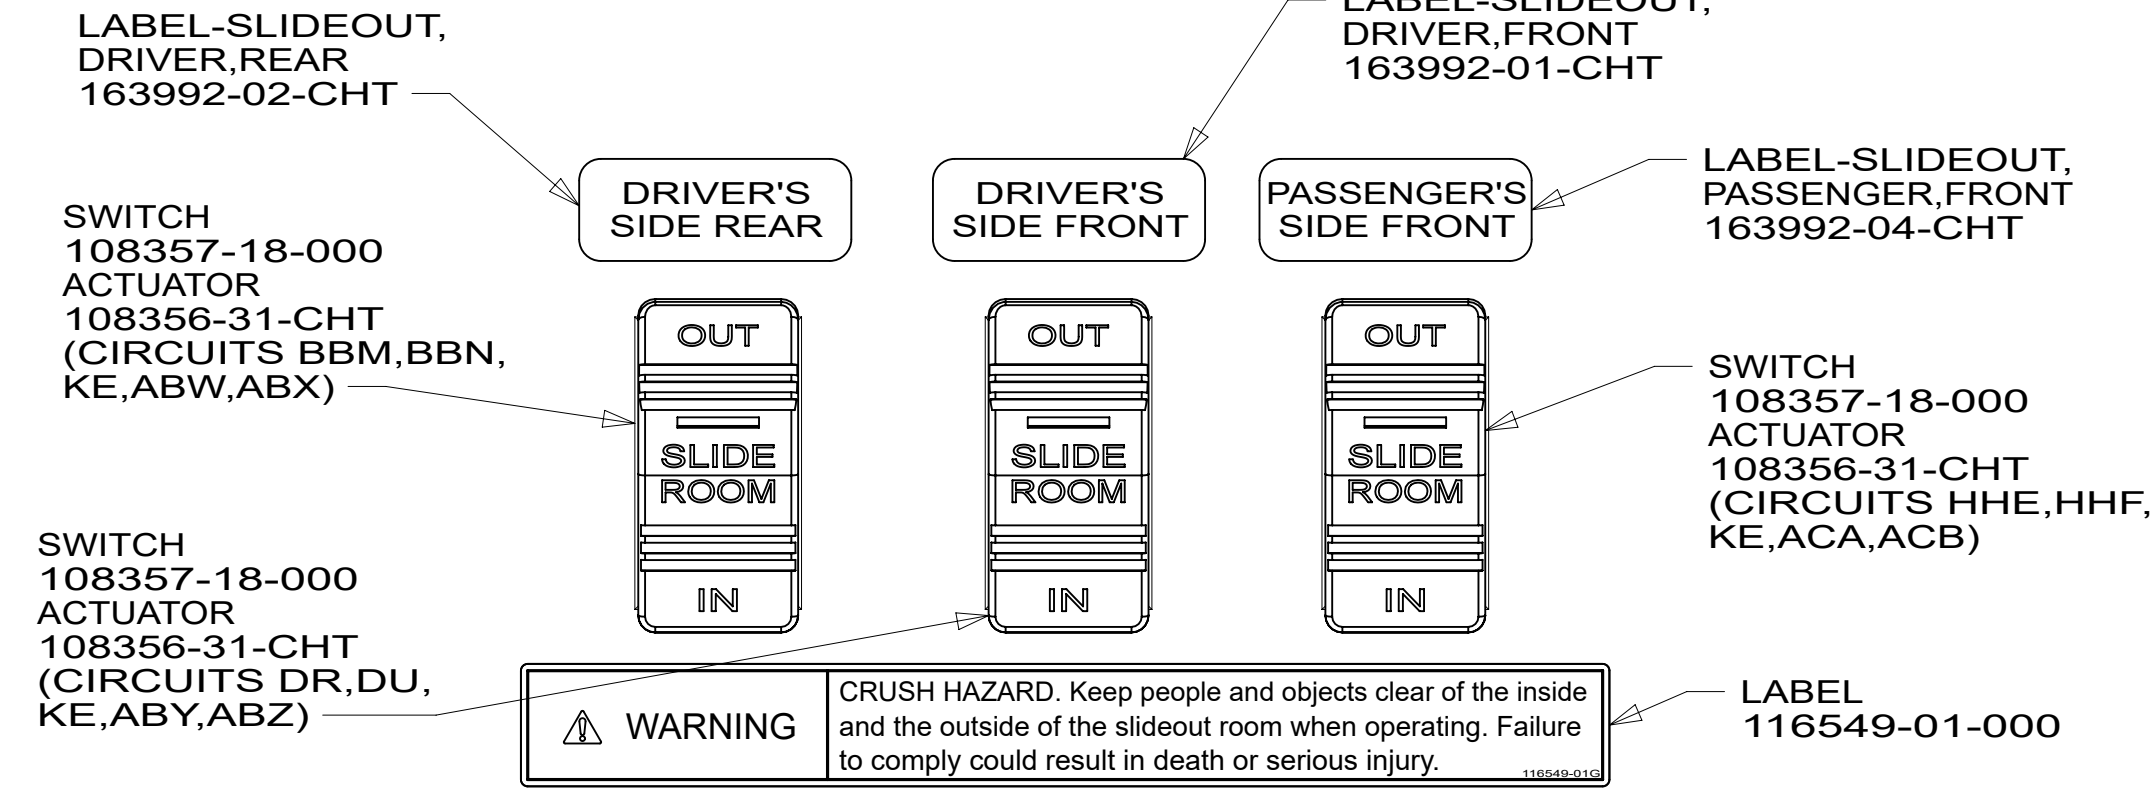 LABEL-SLIDEOUT,
DRIVER,REAR
163992-02-CHT
LABEL-SLIDEOUT,
DRIVER,FRONT
163992-01-CHT
LABEL-SLIDEOUT,
PASSENGER,FRONT
163992-04-CHT
DRIVER'S
SIDE REAR
DRIVER'S
SIDE FRONT
PASSENGER'S
SIDE FRONT
SWITCH
108357-18-000
ACTUATOR
108356-31-CHT
(CIRCUITS BBM,BBN,
KE,ABW,ABX)
OUT
SLIDE
ROOM
IN
OUT
SLIDE
ROOM
IN
OUT
SLIDE
ROOM
IN
SWITCH
108357-18-000
ACTUATOR
108356-31-CHT
(CIRCUITS HHE,HHF,
KE,ACA,ACB)
SWITCH
108357-18-000
ACTUATOR
108356-31-CHT
(CIRCUITS DR,DU,
KE,ABY,ABZ)
WARNING
CRUSH HAZARD. Keep people and objects clear of the inside
and the outside of the slideout room when operating. Failure
to comply could result in death or serious injury.
116549-01G
LABEL
116549-01-000